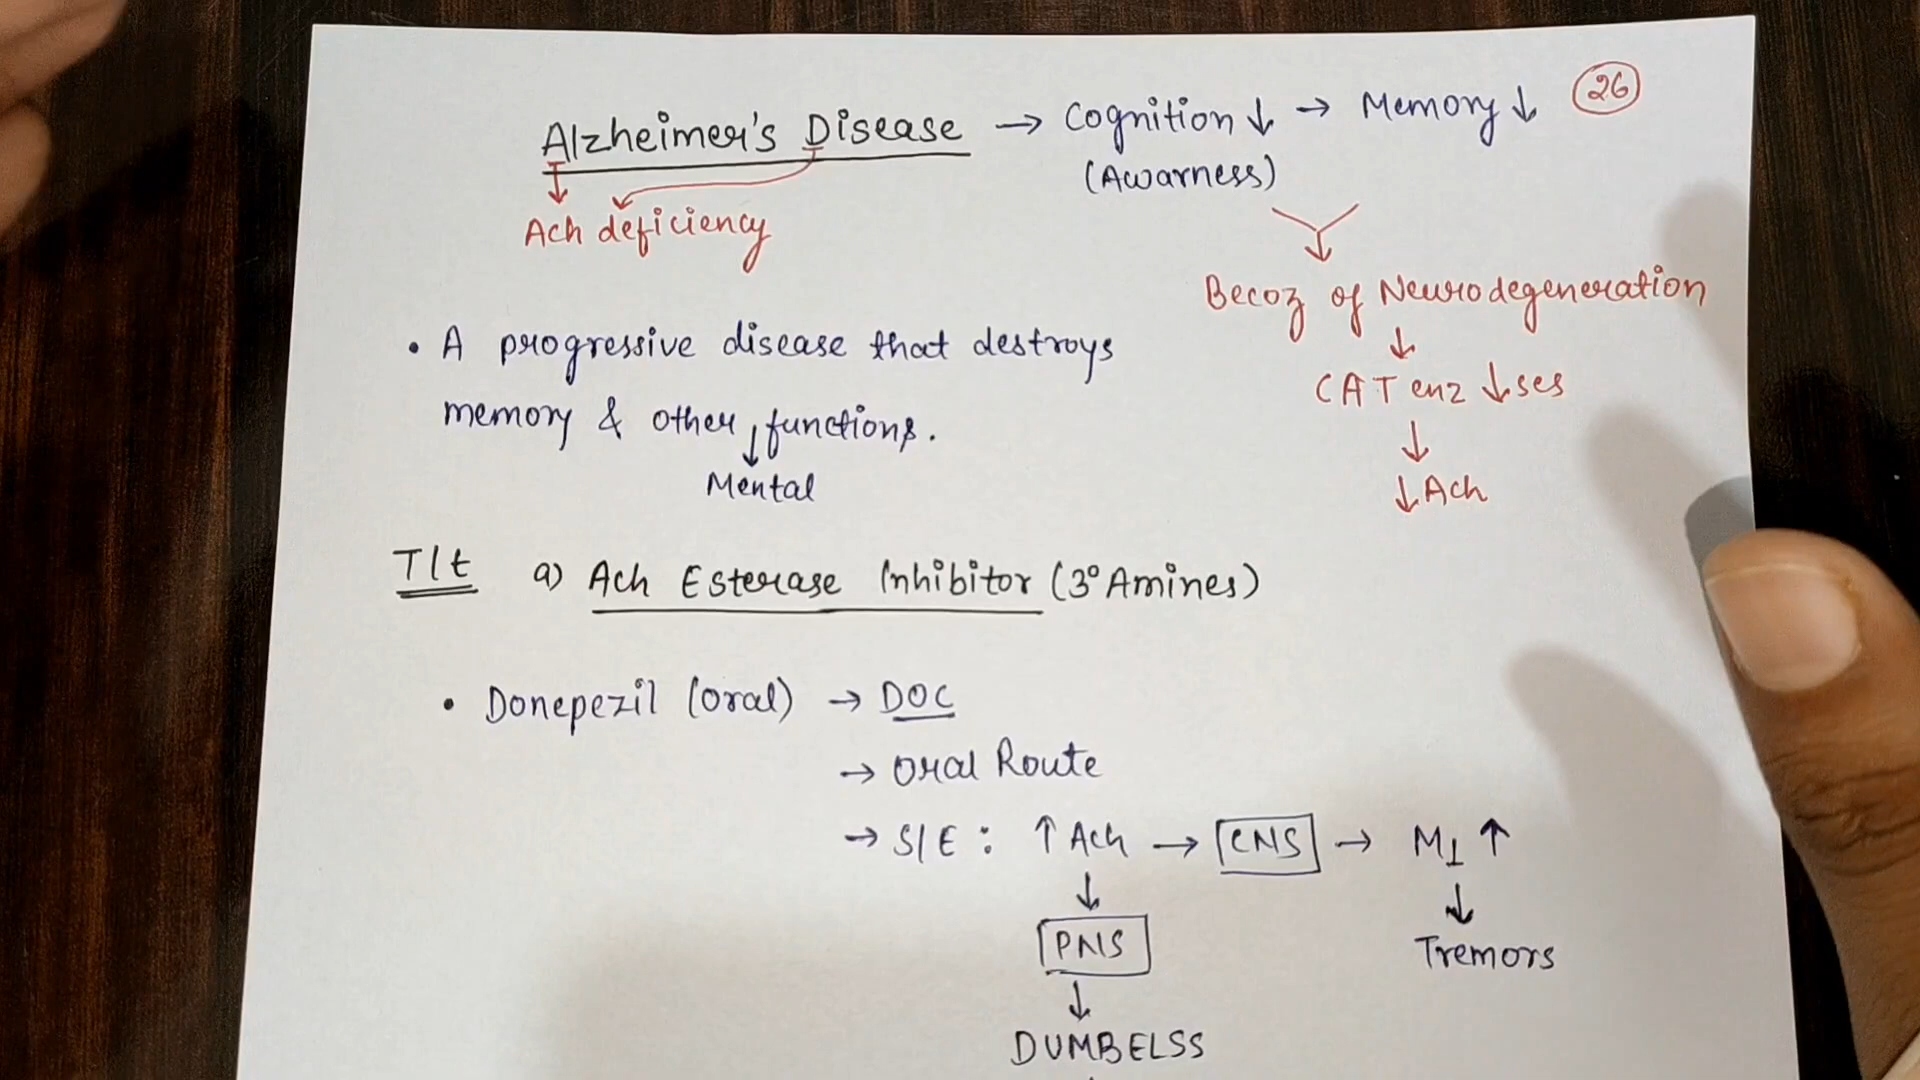 Alzheimer's Disease → Cognition ↓ → Memory ↓ 26
(Awarness)
Ach deficiency
Becoz of Neurodegeneration
↓
• A progressive disease that destroys
CAT enz ↓ses
memory & other functions.
↓
Mental
↓ Ach
T/t a) Ach Esterase Inhibitor (3° Amines)
• Donepezil (oral) → DOC
→ Oral Route
→ S/E : ↑ Ach → CNS → M1 ↑
↓ ↓
PNS Tremors
↓
DUMBELSS